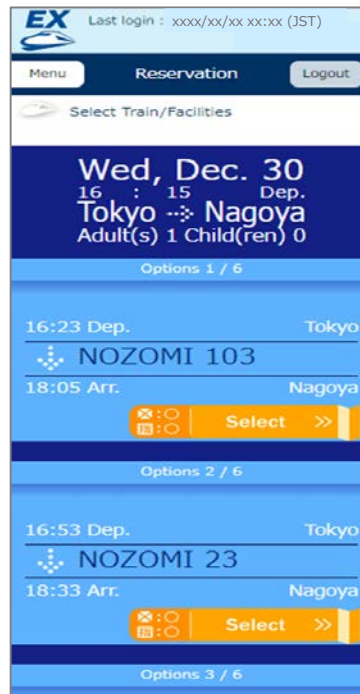 EX
Last login : xxxx/xx/xx xx:xx (JST)
Menu
Reservation
Logout
Select Train/Facilities
Wed, Dec. 30
16 : 15 Dep.
Tokyo Nagoya
Adult(s) 1 Child(ren) 0
Options 1 / 6
16:23 Dep. Tokyo
NOZOMI 103
18:05 Arr. Nagoya
:○
指:○
Select >>
Options 2 / 6
16:53 Dep. Tokyo
NOZOMI 23
18:33 Arr. Nagoya
:○
指:○
Select >>
Options 3 / 6